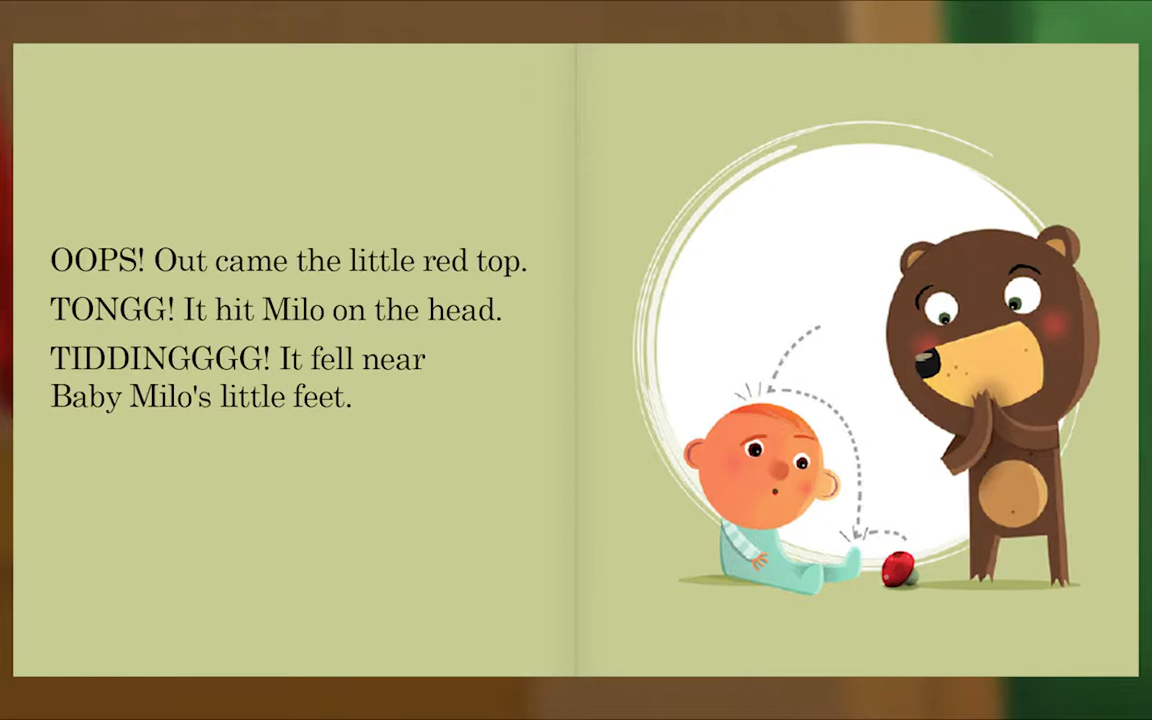 OOPS! Out came the little red top.
TONGG! It hit Milo on the head.
TIDDINGGGG! It fell near
Baby Milo's little feet.